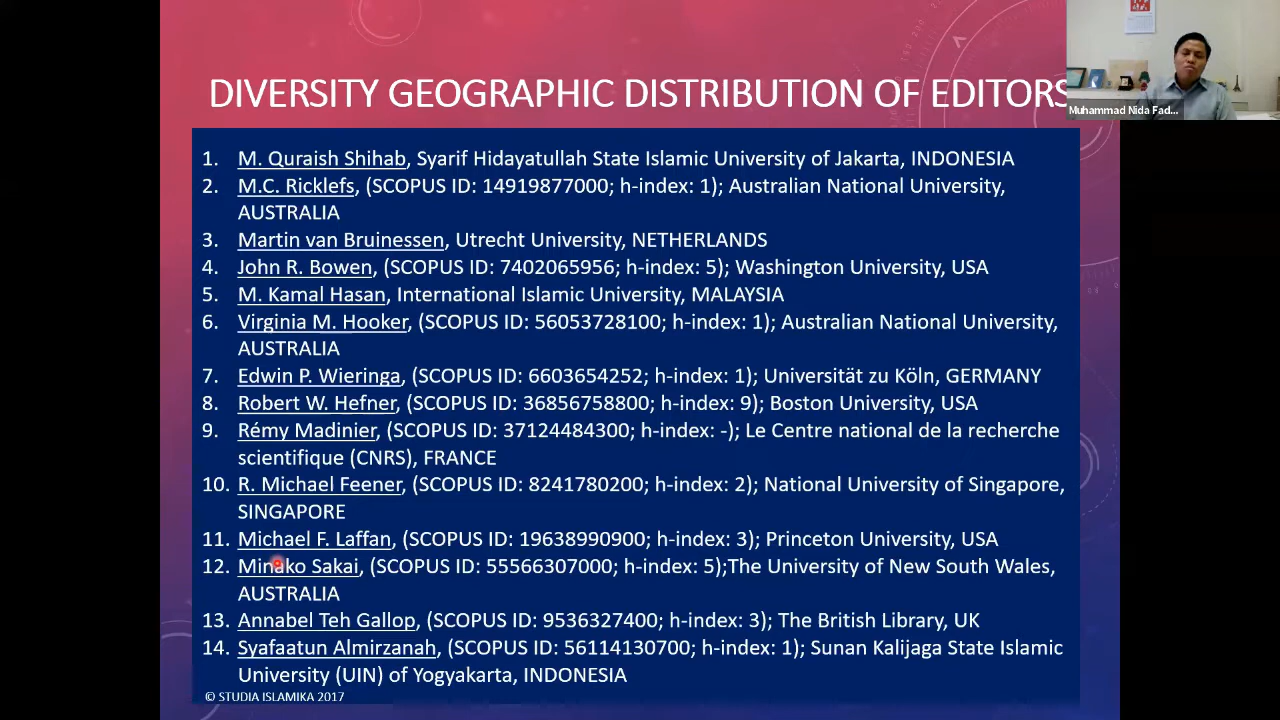 DIVERSITY GEOGRAPHIC DISTRIBUTION OF EDITORS
Muhammad Nida Fad...
1. M. Quraish Shihab, Syarif Hidayatullah State Islamic University of Jakarta, INDONESIA
2. M.C. Ricklefs, (SCOPUS ID: 14919877000; h-index: 1); Australian National University,
AUSTRALIA
3. Martin van Bruinessen, Utrecht University, NETHERLANDS
4. John R. Bowen, (SCOPUS ID: 7402065956; h-index: 5); Washington University, USA
5. M. Kamal Hasan, International Islamic University, MALAYSIA
6. Virginia M. Hooker, (SCOPUS ID: 56053728100; h-index: 1); Australian National University,
AUSTRALIA
7. Edwin P. Wieringa, (SCOPUS ID: 6603654252; h-index: 1); Universität zu Köln, GERMANY
8. Robert W. Hefner, (SCOPUS ID: 36856758800; h-index: 9); Boston University, USA
9. Rémy Madinier, (SCOPUS ID: 37124484300; h-index: -); Le Centre national de la recherche
scientifique (CNRS), FRANCE
10. R. Michael Feener, (SCOPUS ID: 8241780200; h-index: 2); National University of Singapore,
SINGAPORE
11. Michael F. Laffan, (SCOPUS ID: 19638990900; h-index: 3); Princeton University, USA
12. Minako Sakai, (SCOPUS ID: 55566307000; h-index: 5);The University of New South Wales,
AUSTRALIA
13. Annabel Teh Gallop, (SCOPUS ID: 9536327400; h-index: 3); The British Library, UK
14. Syafaatun Almirzanah, (SCOPUS ID: 56114130700; h-index: 1); Sunan Kalijaga State Islamic
University (UIN) of Yogyakarta, INDONESIA
© STUDIA ISLAMIKA 2017